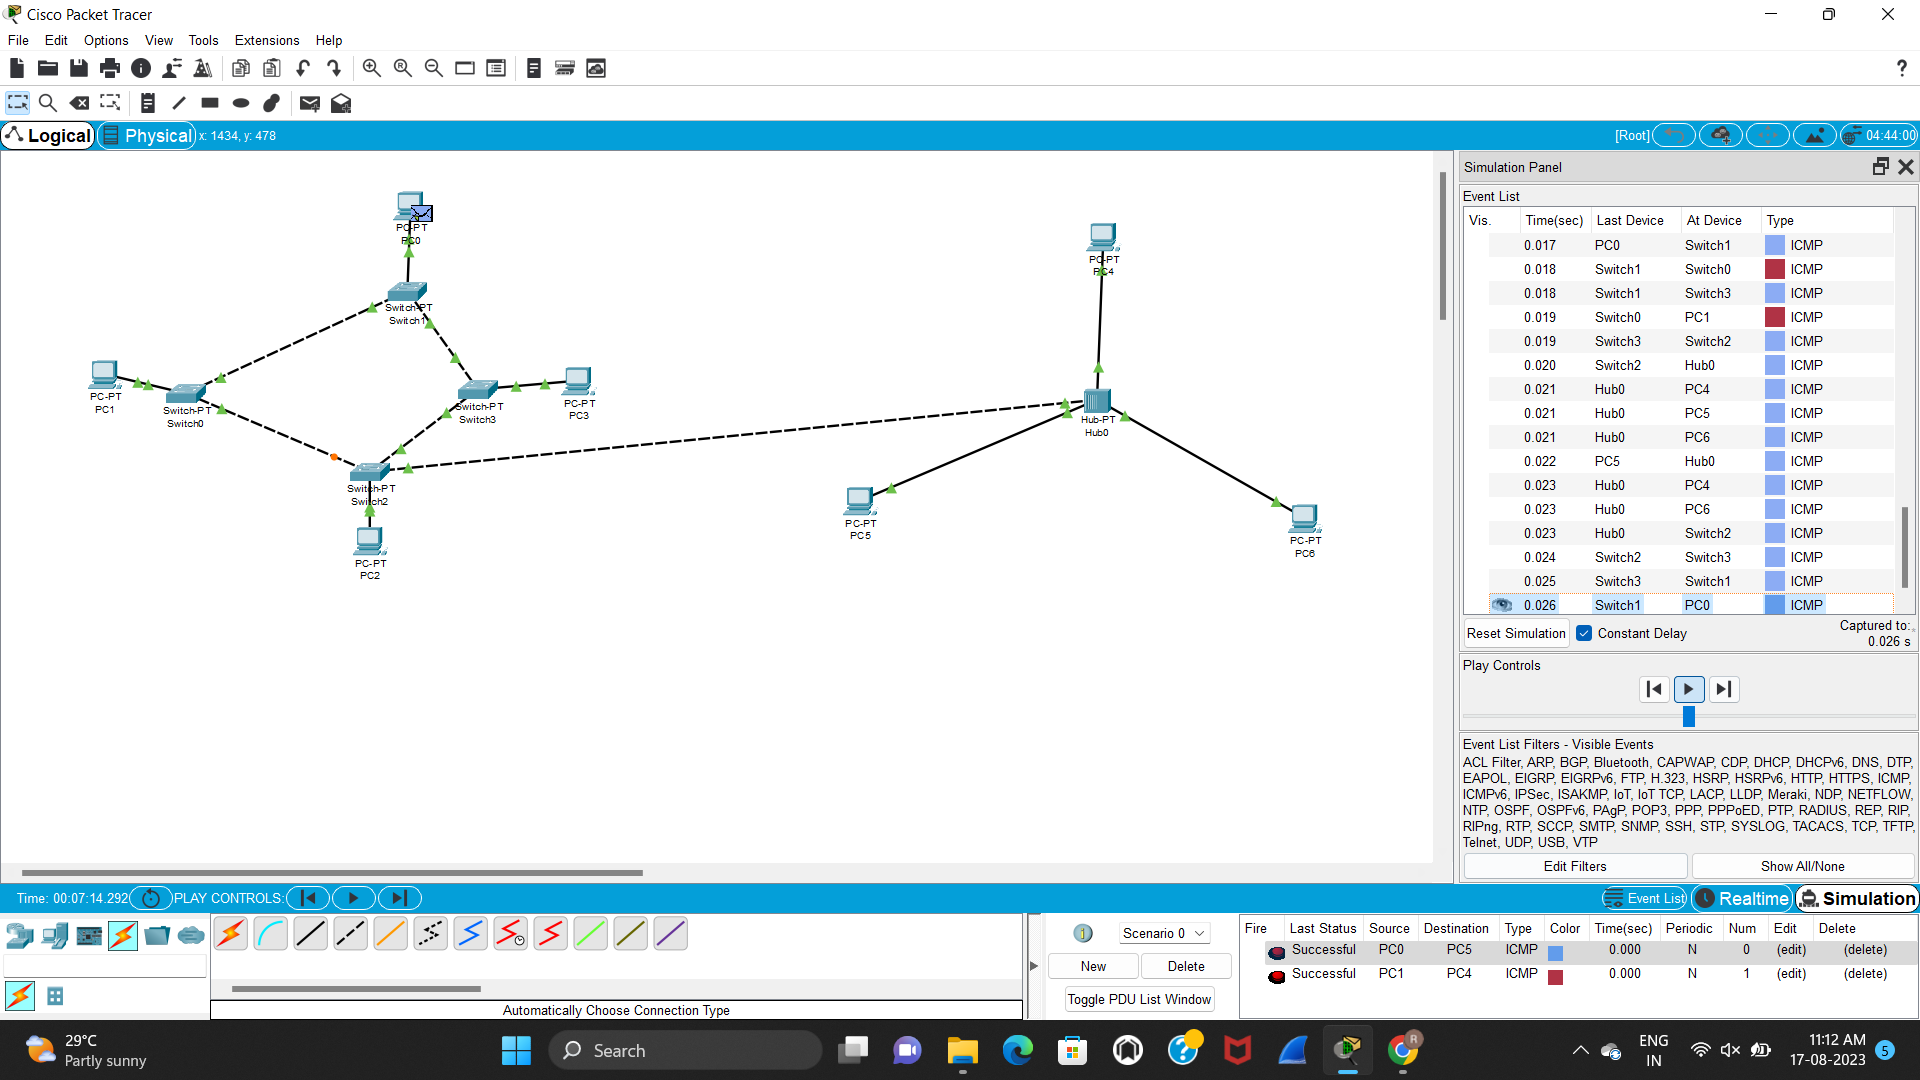 Cisco Packet Tracer
File Edit Options View Tools Extensions Help
Logical Physical x: 1434, y: 478 [Root] 04:44:00
Simulation Panel
Event List
Vis. Time(sec) Last Device At Device Type
0.017 PC0 Switch1 ICMP
0.018 Switch1 Switch0 ICMP
0.018 Switch1 Switch3 ICMP
0.019 Switch0 PC1 ICMP
0.019 Switch3 Switch2 ICMP
0.020 Switch2 Hub0 ICMP
0.021 Hub0 PC4 ICMP
0.021 Hub0 PC5 ICMP
0.021 Hub0 PC6 ICMP
0.022 PC5 Hub0 ICMP
0.023 Hub0 PC4 ICMP
0.023 Hub0 PC6 ICMP
0.023 Hub0 Switch2 ICMP
0.024 Switch2 Switch3 ICMP
0.025 Switch3 Switch1 ICMP
0.026 Switch1 PC0 ICMP
Reset Simulation Constant Delay Captured to:
0.026 s
Play Controls
Event List Filters - Visible Events
ACL Filter, ARP, BGP, Bluetooth, CAPWAP, CDP, DHCP, DHCPv6, DNS, DTP,
EAPOL, EIGRP, EIGRPv6, FTP, H.323, HSRP, HSRPv6, HTTP, HTTPS, ICMP,
ICMPv6, IPSec, ISAKMP, IoT, IoT TCP, LACP, LLDP, Meraki, NDP, NETFLOW,
NTP, OSPF, OSPFv6, PAgP, POP3, PPP, PPPoED, PTP, RADIUS, REP, RIP,
RIPng, RTP, SCCP, SMTP, SNMP, SSH, STP, SYSLOG, TACACS, TCP, TFTP,
Telnet, UDP, USB, VTP
Edit Filters Show All/None
PC-PT
PC0
Switch-PT
Switch1
PC-PT
PC1
Switch-PT
Switch0
Switch-PT
Switch3
PC-PT
PC3
Switch-PT
Switch2
PC-PT
PC2
PC-PT
PC4
Hub-PT
Hub0
PC-PT
PC5
PC-PT
PC6
Time: 00:07:14.292 PLAY CONTROLS: Event List Realtime Simulation
Automatically Choose Connection Type
Scenario 0
New Delete
Toggle PDU List Window
Fire Last Status Source Destination Type Color Time(sec) Periodic Num Edit Delete
Successful PC0 PC5 ICMP 0.000 N 0 (edit) (delete)
Successful PC1 PC4 ICMP 0.000 N 1 (edit) (delete)
29°C
Partly sunny
Search
ENG
IN
11:12 AM
17-08-2023
5